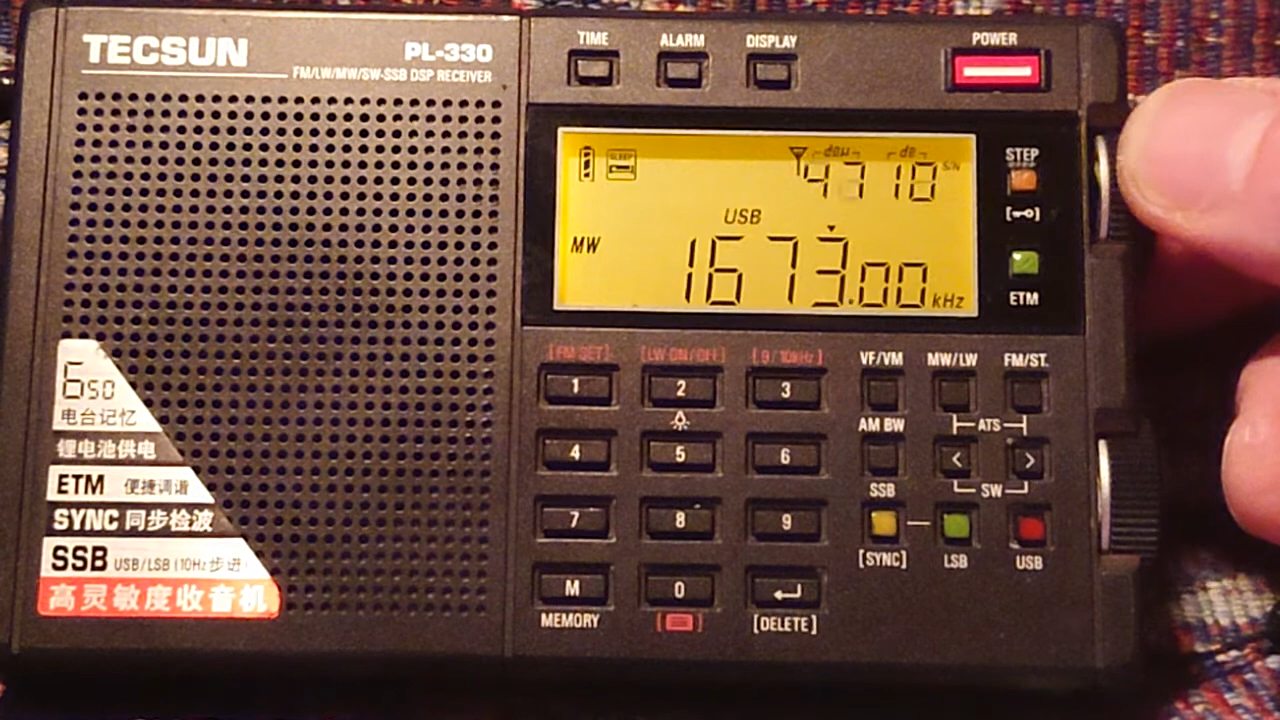 TECSUN
PL-330
FM/LW/MW/SW-SSB DSP RECEIVER
TIME
ALARM
DISPLAY
POWER
SLEEP
dBμ
dB
S/N
4718
USB
MW
1673.00
kHz
STEP
ETM
[FM SET]
[LW ON/OFF]
[9/10kHz]
VF/VM
MW/LW
FM/ST.
1
2
3
AM BW
ATS
4
5
6
<
>
SSB
SW
7
8
9
[SYNC]
LSB
USB
M
0
MEMORY
[DELETE]
650
电台记忆
锂电池供电
ETM 便捷调谐
SYNC 同步检波
SSB USB/LSB (10Hz 步进)
高灵敏度收音机